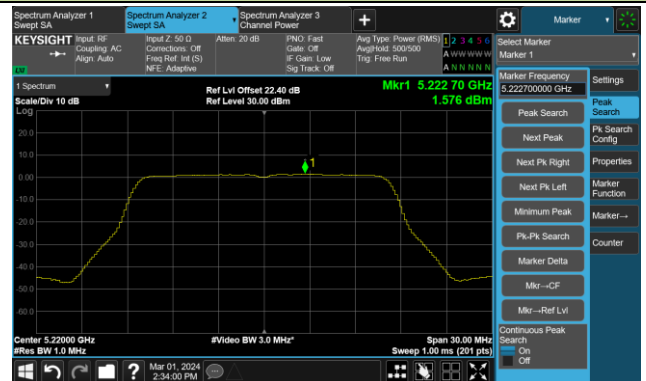 Spectrum Analyzer 1
Swept SA
Spectrum Analyzer 2
Swept SA
Spectrum Analyzer 3
Channel Power
Marker
KEYSIGHT
Input: RF
Coupling: AC
Align: Auto
Input Z: 50 Ω
Corrections: Off
Freq Ref: Int (S)
NFE: Adaptive
Atten: 20 dB
PNO: Fast
Gate: Off
IF Gain: Low
Sig Track: Off
Avg Type: Power (RMS)
Avg|Hold: 500/500
Trig: Free Run
1 2 3 4 5 6
A W W W W W
A N N N N N
Select Marker
Marker 1
1 Spectrum
Scale/Div 10 dB
Log
Ref Lvl Offset 22.40 dB
Ref Level 30.00 dBm
Mkr1 5.222 70 GHz
1.576 dBm
20.0
10.0
0.00
-10.0
-20.0
-30.0
-40.0
-50.0
-60.0
1
Center 5.22000 GHz
#Res BW 1.0 MHz
#Video BW 3.0 MHz*
Span 30.00 MHz
Sweep 1.00 ms (201 pts)
Marker Frequency
5.222700000 GHz
Peak Search
Next Peak
Next Pk Right
Next Pk Left
Minimum Peak
Pk-Pk Search
Marker Delta
Mkr→CF
Mkr→Ref Lvl
Continuous Peak
Search
On
Off
Settings
Peak
Search
Pk Search
Config
Properties
Marker
Function
Marker→
Counter
Mar 01, 2024
2:34:00 PM